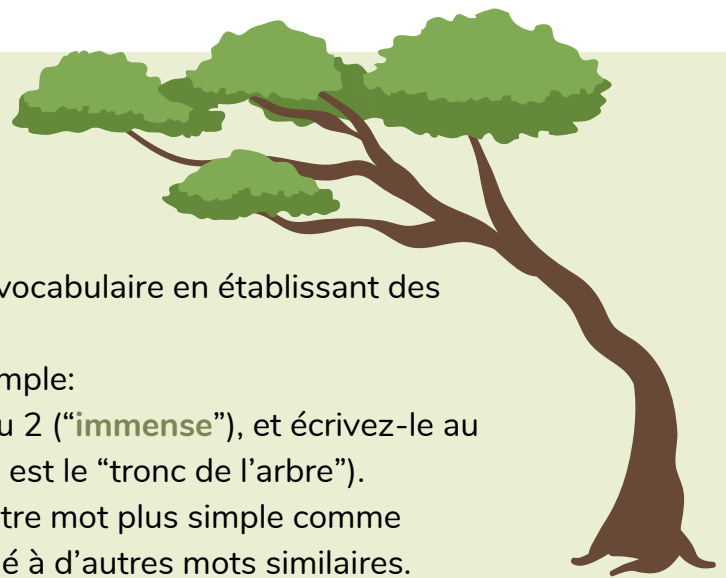 vocabulaire en établissant des
mple:
u 2 (“immense”), et écrivez-le au
est le “tronc de l’arbre”).
tre mot plus simple comme
é à d’autres mots similaires.